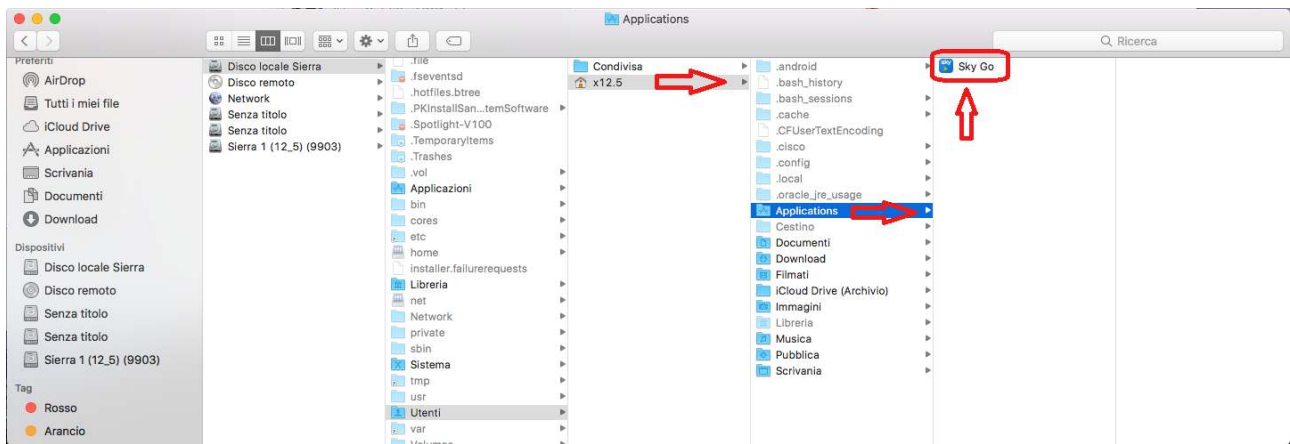 Applications
Ricerca
Preferiti
AirDrop
Tutti i miei file
iCloud Drive
Applicazioni
Scrivania
Documenti
Download
Dispositivi
Disco locale Sierra
Disco remoto
Senza titolo
Senza titolo
Sierra 1 (12_5) (9903)
Tag
Rosso
Arancio
Disco locale Sierra
Disco remoto
Network
Senza titolo
Senza titolo
Sierra 1 (12_5) (9903)
.file
.fseventsd
.hotfiles.btree
.PKInstallSan...temSoftware
.Spotlight-V100
.TemporaryItems
.Trashes
.vol
Applicazioni
bin
cores
etc
home
installer.failurerequests
Libreria
net
Network
private
sbin
Sistema
tmp
usr
Utenti
var
Volumes
Condivisa
x12.5
.android
.bash_history
.bash_sessions
.cache
.CFUserTextEncoding
.cisco
.config
.local
.oracle_jre_usage
Applications
Cestino
Documenti
Download
Filmati
iCloud Drive (Archivio)
Immagini
Libreria
Musica
Pubblica
Scrivania
Sky Go